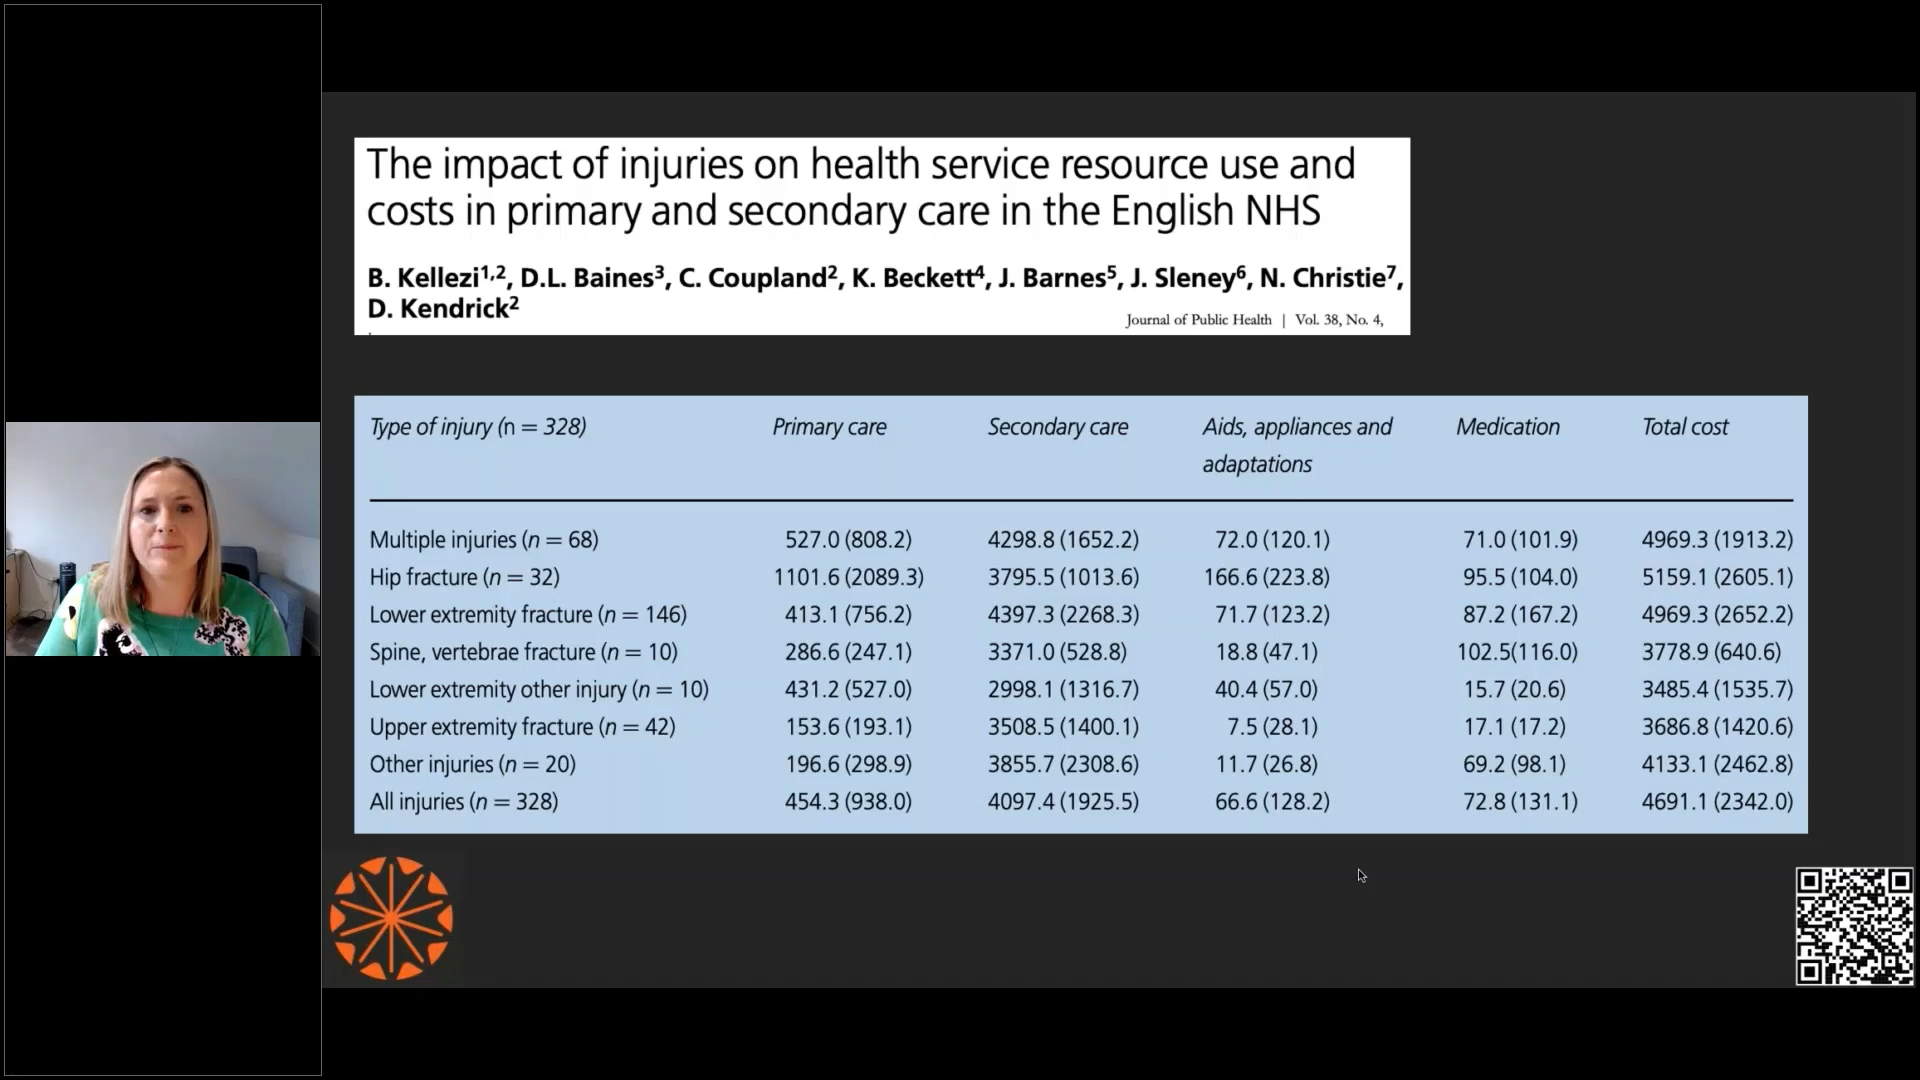 The impact of injuries on health service resource use and
costs in primary and secondary care in the English NHS
B. Kellezi1,2, D.L. Baines3, C. Coupland2, K. Beckett4, J. Barnes5, J. Sleney6, N. Christie7,
D. Kendrick2
Journal of Public Health | Vol. 38, No. 4,
Type of injury (n = 328) Primary care Secondary care Aids, appliances and adaptations Medication Total cost
Multiple injuries (n = 68) 527.0 (808.2) 4298.8 (1652.2) 72.0 (120.1) 71.0 (101.9) 4969.3 (1913.2)
Hip fracture (n = 32) 1101.6 (2089.3) 3795.5 (1013.6) 166.6 (223.8) 95.5 (104.0) 5159.1 (2605.1)
Lower extremity fracture (n = 146) 413.1 (756.2) 4397.3 (2268.3) 71.7 (123.2) 87.2 (167.2) 4969.3 (2652.2)
Spine, vertebrae fracture (n = 10) 286.6 (247.1) 3371.0 (528.8) 18.8 (47.1) 102.5(116.0) 3778.9 (640.6)
Lower extremity other injury (n = 10) 431.2 (527.0) 2998.1 (1316.7) 40.4 (57.0) 15.7 (20.6) 3485.4 (1535.7)
Upper extremity fracture (n = 42) 153.6 (193.1) 3508.5 (1400.1) 7.5 (28.1) 17.1 (17.2) 3686.8 (1420.6)
Other injuries (n = 20) 196.6 (298.9) 3855.7 (2308.6) 11.7 (26.8) 69.2 (98.1) 4133.1 (2462.8)
All injuries (n = 328) 454.3 (938.0) 4097.4 (1925.5) 66.6 (128.2) 72.8 (131.1) 4691.1 (2342.0)